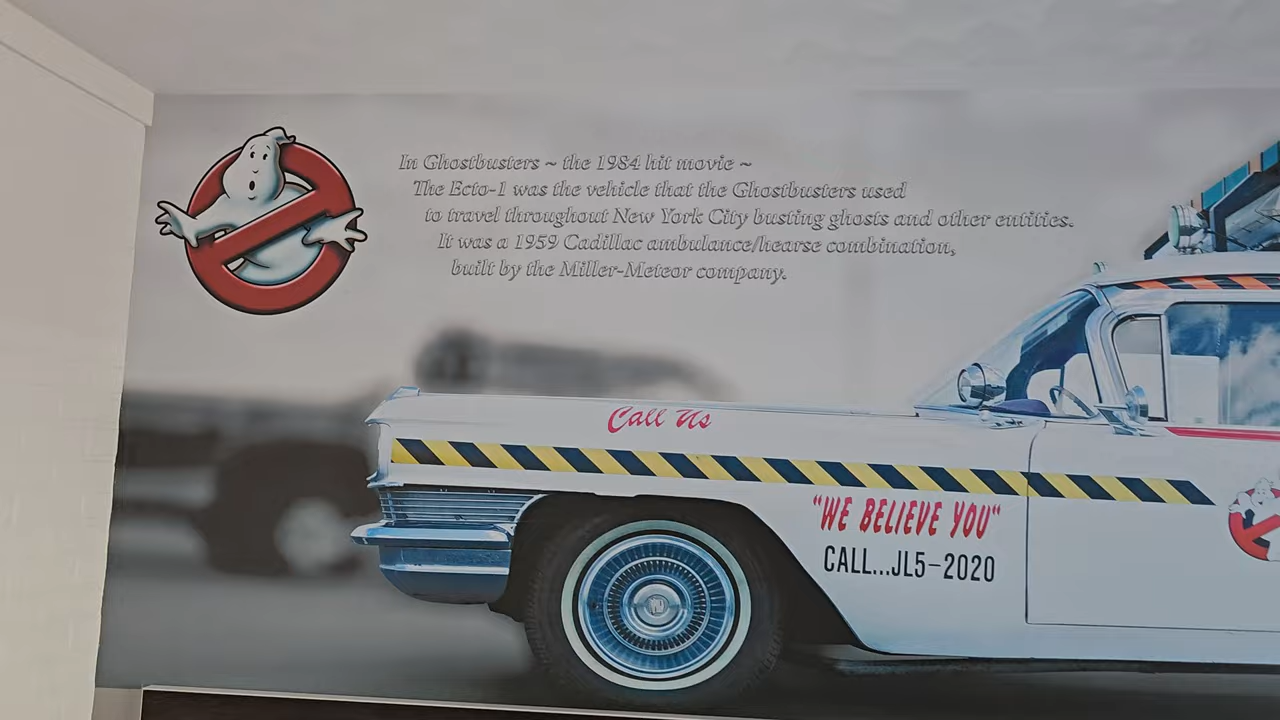 In Ghostbusters ~ the 1984 hit movie ~
The Ecto-1 was the vehicle that the Ghostbusters used
to travel throughout New York City busting ghosts and other entities.
It was a 1959 Cadillac ambulance/hearse combination,
built by the Miller-Meteor company.
Call Us
"WE BELIEVE YOU"
CALL...JL5-2020